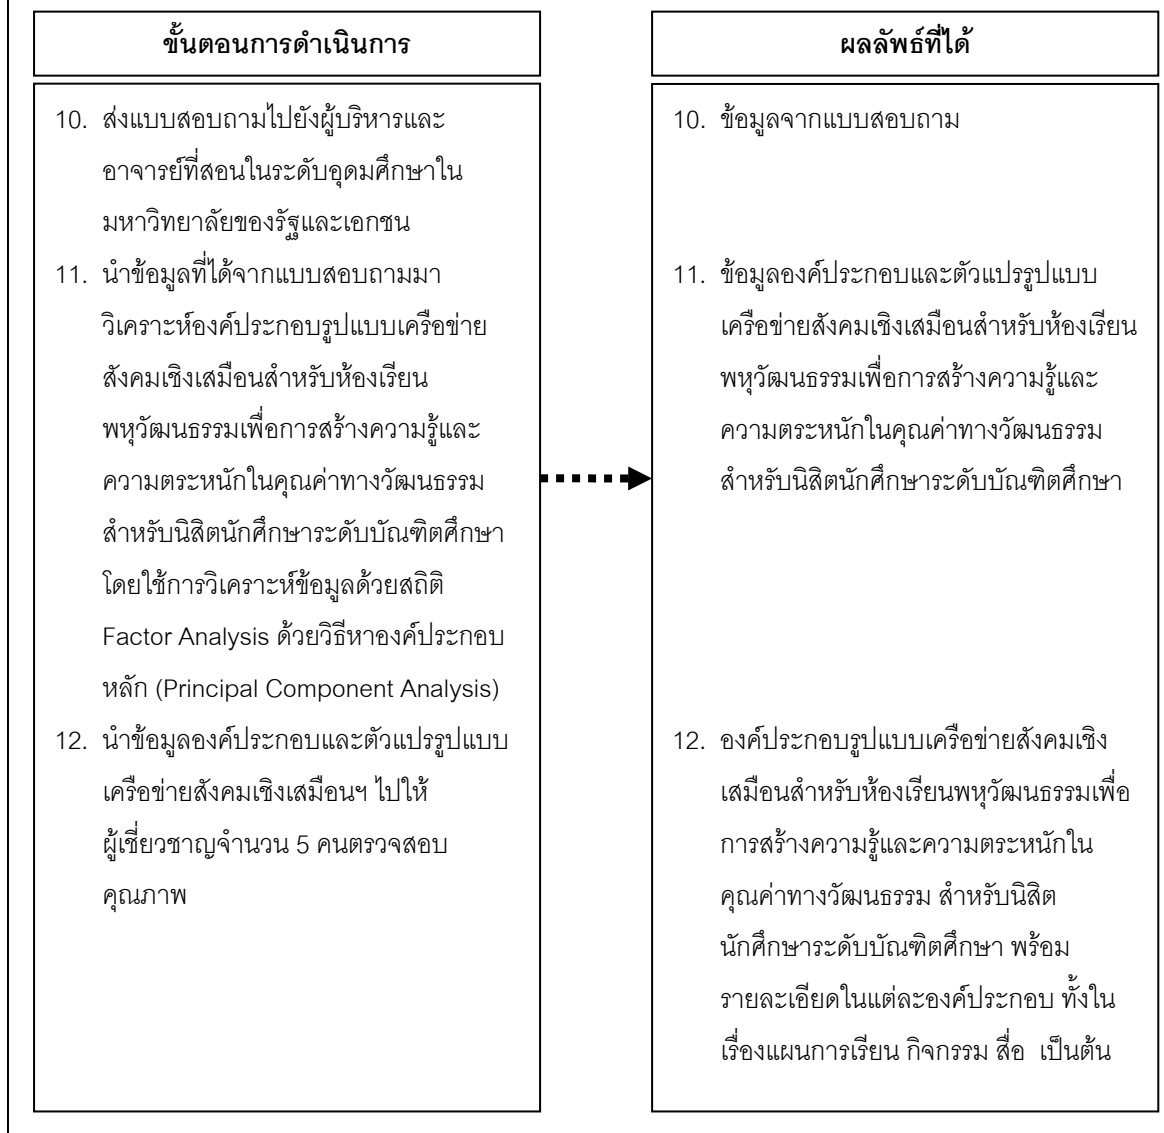 ขั้นตอนการดำเนินการ
10. ส่งแบบสอบถามไปยังผู้บริหารและ
อาจารย์ที่สอนในระดับอุดมศึกษาใน
มหาวิทยาลัยของรัฐและเอกชน
11. นำข้อมูลที่ได้จากแบบสอบถามมา
วิเคราะห์องค์ประกอบรูปแบบเครือข่าย
สังคมเชิงเสมือนสำหรับห้องเรียน
พหุวัฒนธรรมเพื่อการสร้างความรู้และ
ความตระหนักในคุณค่าทางวัฒนธรรม
สำหรับนิสิตนักศึกษาระดับบัณฑิตศึกษา
โดยใช้การวิเคราะห์ข้อมูลด้วยสถิติ
Factor Analysis ด้วยวิธีหาองค์ประกอบ
หลัก (Principal Component Analysis)
12. นำข้อมูลองค์ประกอบและตัวแปรรูปแบบ
เครือข่ายสังคมเชิงเสมือนฯ ไปให้
ผู้เชี่ยวชาญจำนวน 5 คนตรวจสอบ
คุณภาพ
ผลลัพธ์ที่ได้
10. ข้อมูลจากแบบสอบถาม
11. ข้อมูลองค์ประกอบและตัวแปรรูปแบบ
เครือข่ายสังคมเชิงเสมือนสำหรับห้องเรียน
พหุวัฒนธรรมเพื่อการสร้างความรู้และ
ความตระหนักในคุณค่าทางวัฒนธรรม
สำหรับนิสิตนักศึกษาระดับบัณฑิตศึกษา
12. องค์ประกอบรูปแบบเครือข่ายสังคมเชิง
เสมือนสำหรับห้องเรียนพหุวัฒนธรรมเพื่อ
การสร้างความรู้และความตระหนักใน
คุณค่าทางวัฒนธรรม สำหรับนิสิต
นักศึกษาระดับบัณฑิตศึกษา พร้อม
รายละเอียดในแต่ละองค์ประกอบ ทั้งใน
เรื่องแผนการเรียน กิจกรรม สื่อ เป็นต้น